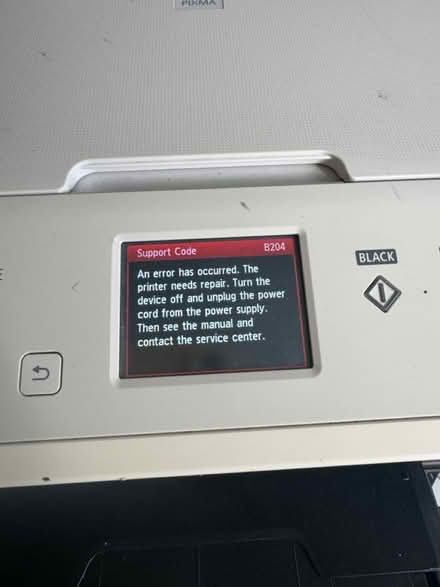 PIXMA
Support Code B204
An error has occurred. The
printer needs repair. Turn the
device off and unplug the power
cord from the power supply.
Then see the manual and
contact the service center.
BLACK